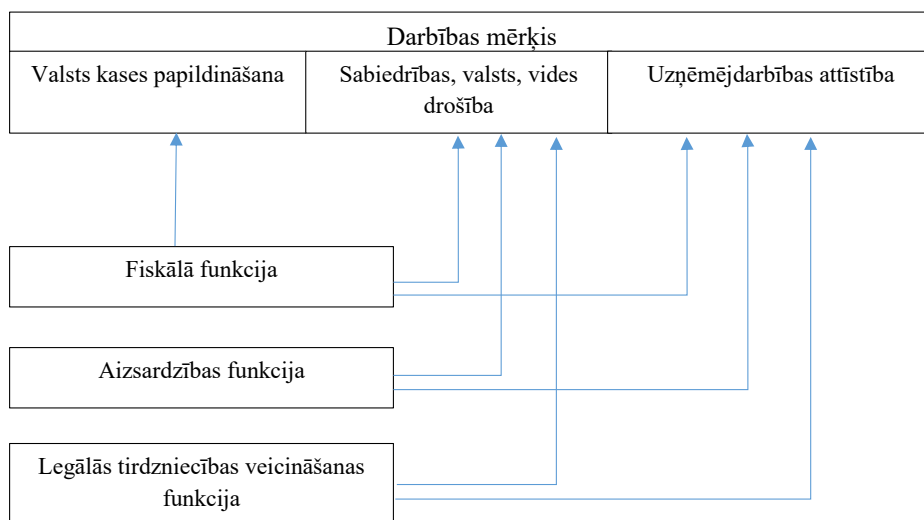 Darbības mērķis
Valsts kases papildināšana
Sabiedrības, valsts, vides
drošība
Uzņēmējdarbības attīstība
Fiskālā funkcija
Aizsardzības funkcija
Legālās tirdzniecības veicināšanas
funkcija